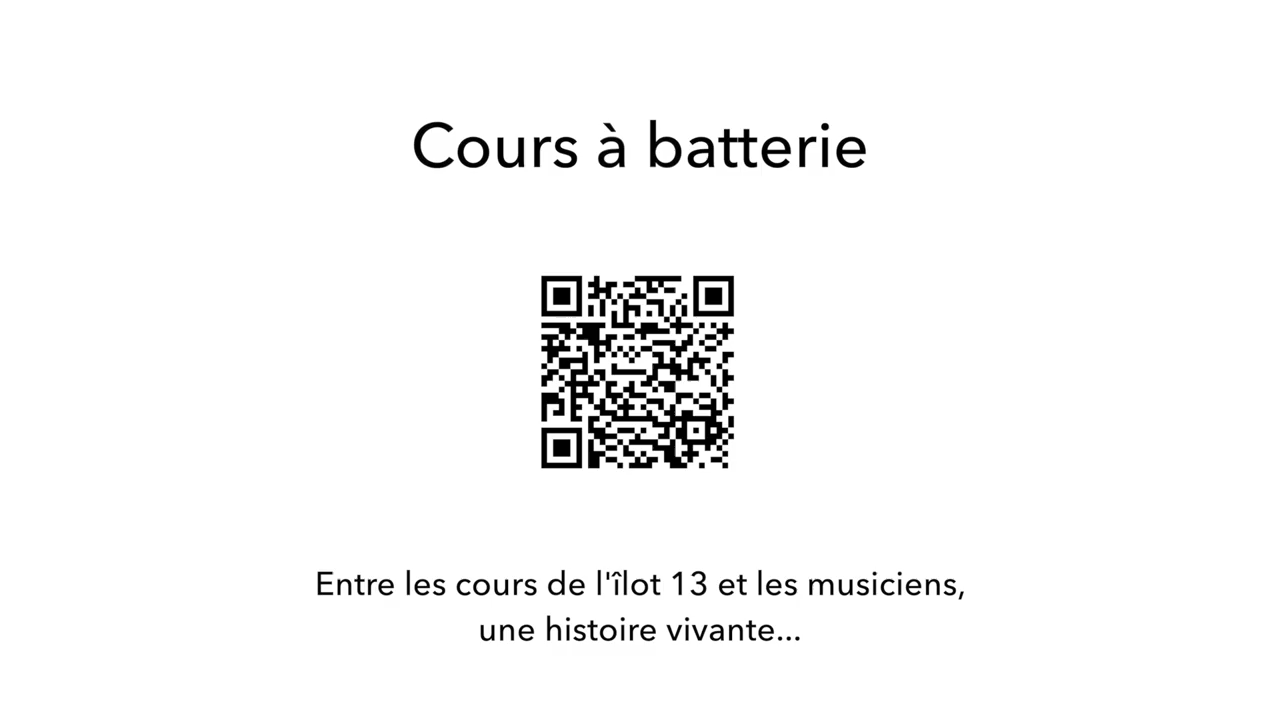 Cours à batterie
Entre les cours de l'îlot 13 et les musiciens,
une histoire vivante...